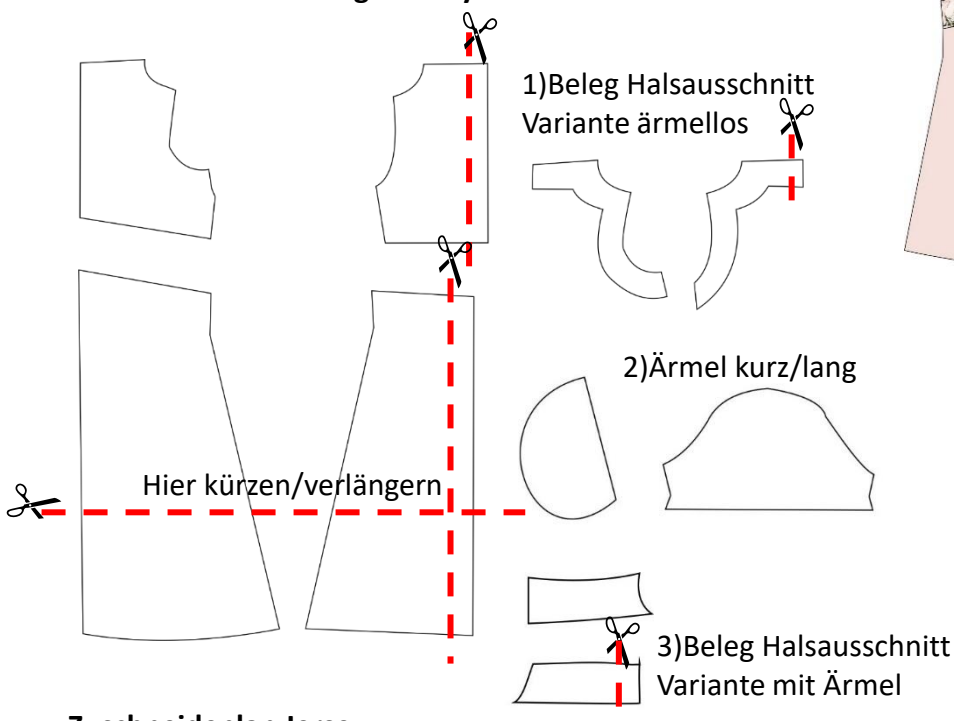 1)Beleg Halsausschnitt
Variante ärmellos
2)Ärmel kurz/lang
Hier kürzen/verlängern
3)Beleg Halsausschnitt
Variante mit Ärmel